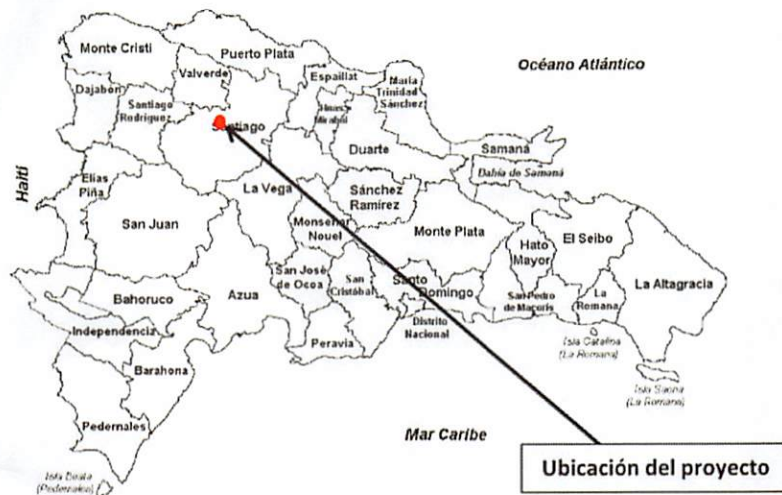 Monte Cristi
Puerto Plata
Océano Atlántico
Valverde
Espaillat
María
Trinidad
Sánchez
Dajabón
Santiago
Rodríguez
Santiago
Duarte
Samaná
Bahía de Samaná
Haití
Elías
Piña
La Vega
Sánchez
Ramírez
San Juan
Monseñor
Nouel
Monte Plata
Hato
Mayor
El Seibo
La Altagracia
San José
de Ocoa
San
Cristóbal
Santo
Domingo
Bahoruco
Azua
San Pedro
de Macorís
La
Romana
Independencia
Peravia
Distrito
Nacional
Isla Catalina
(La Romana)
Barahona
Isla Saona
(La Romana)
Pedernales
Mar Caribe
Isla Beata
(Pedernales)
Ubicación del proyecto